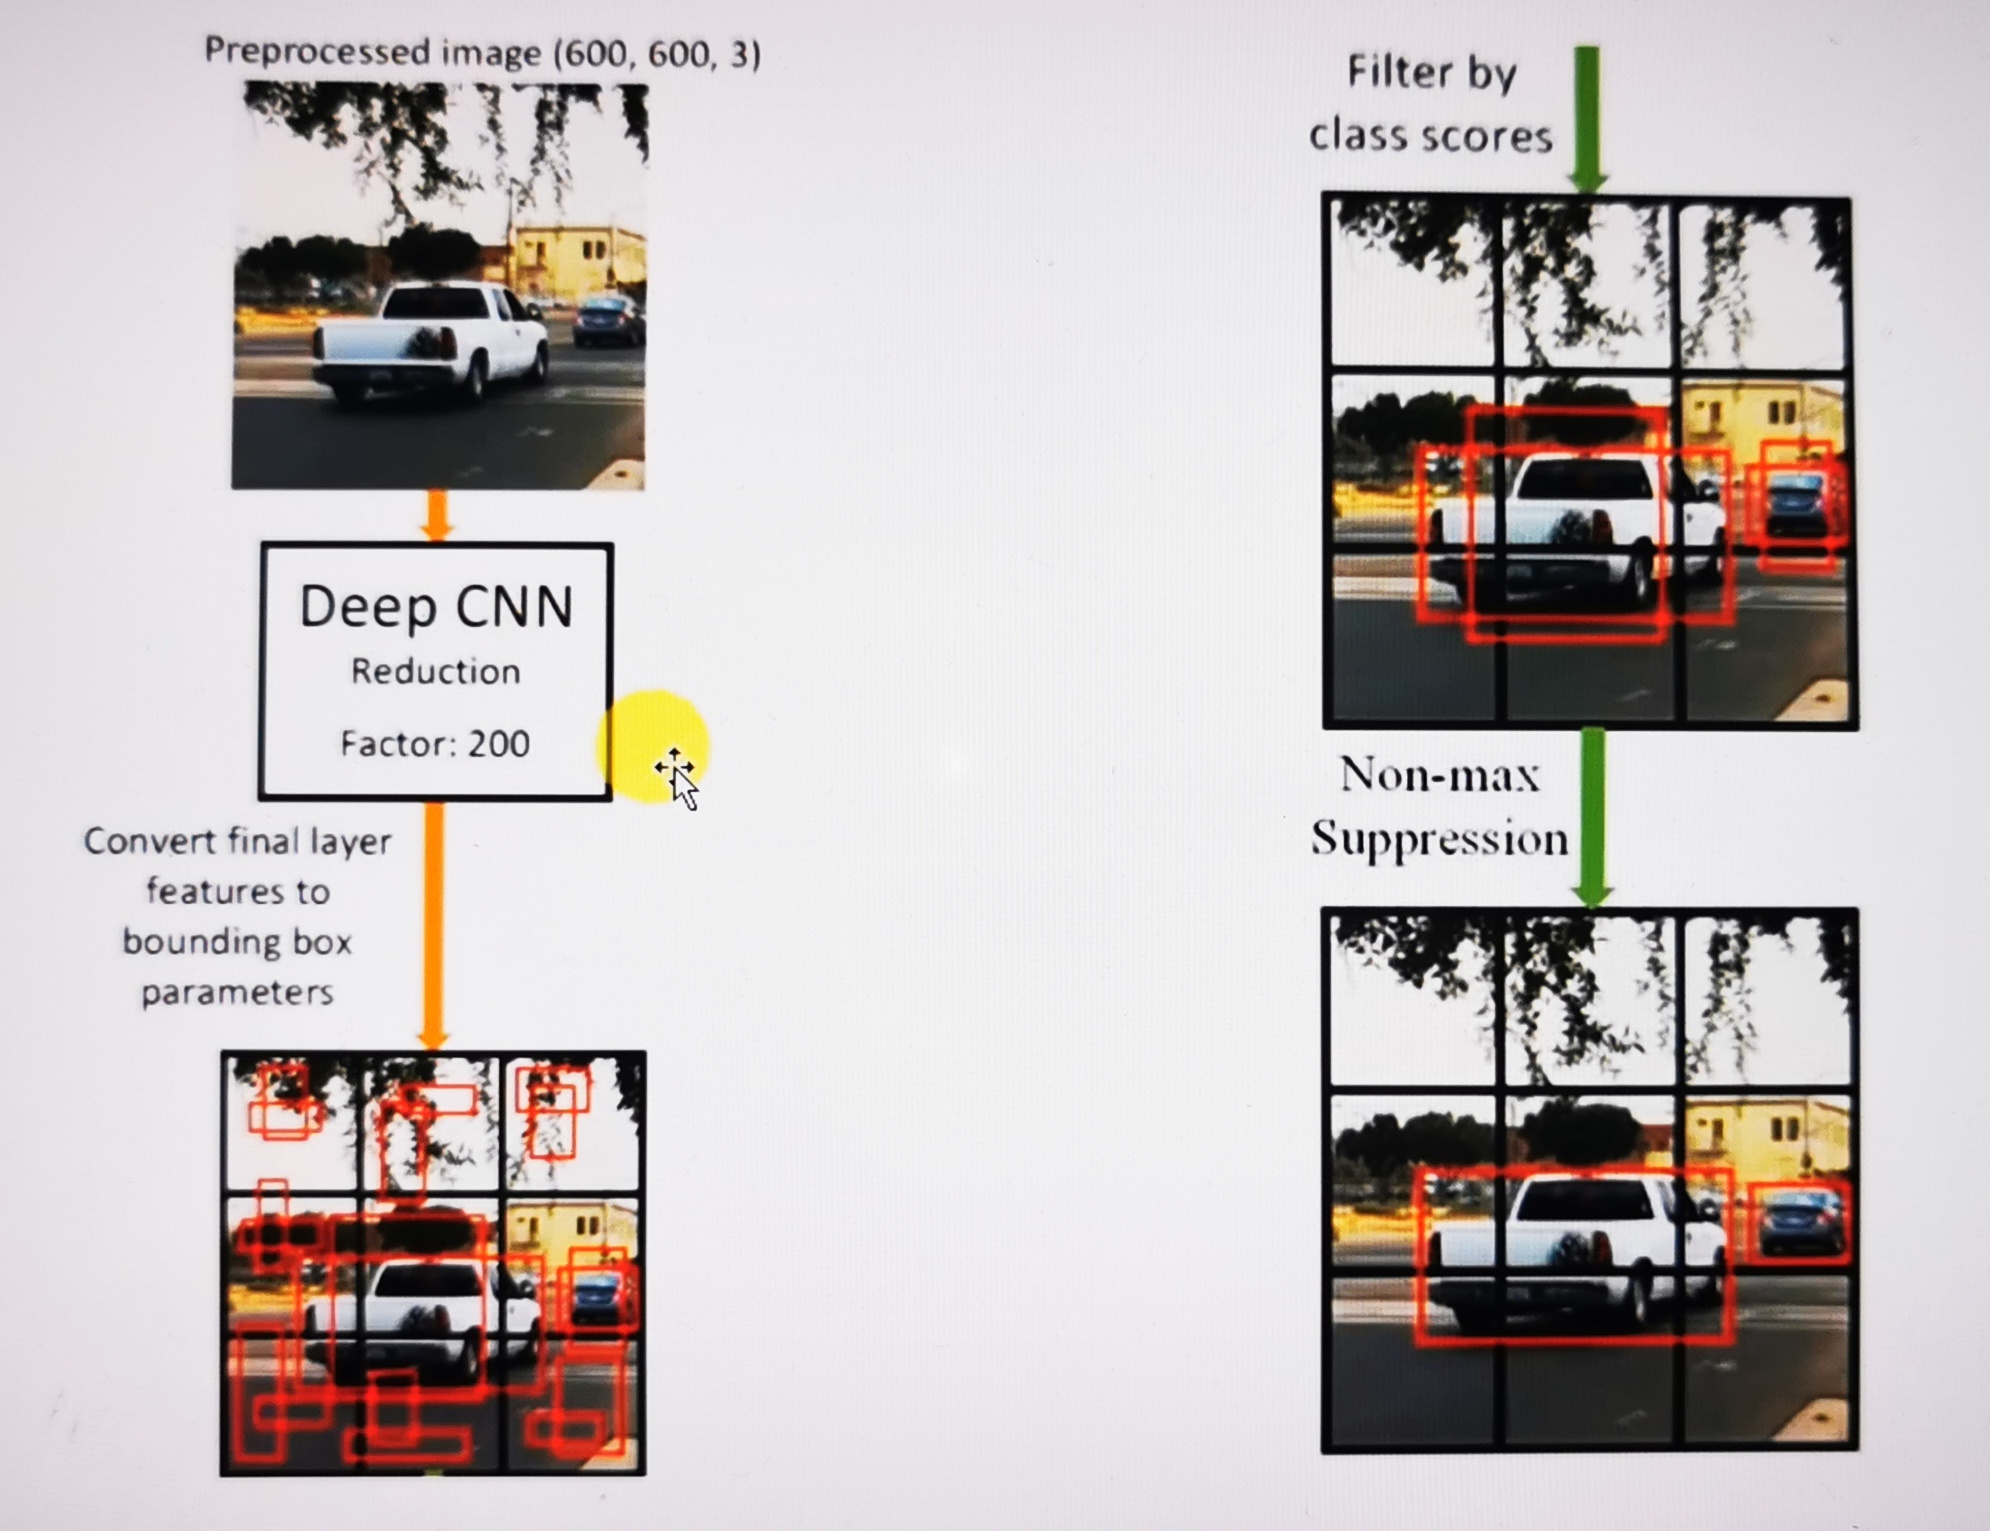 Preprocessed image (600, 600, 3)
Deep CNN
Reduction
Factor: 200
Convert final layer
features to
bounding box
parameters
Filter by
class scores
Non-max
Suppression